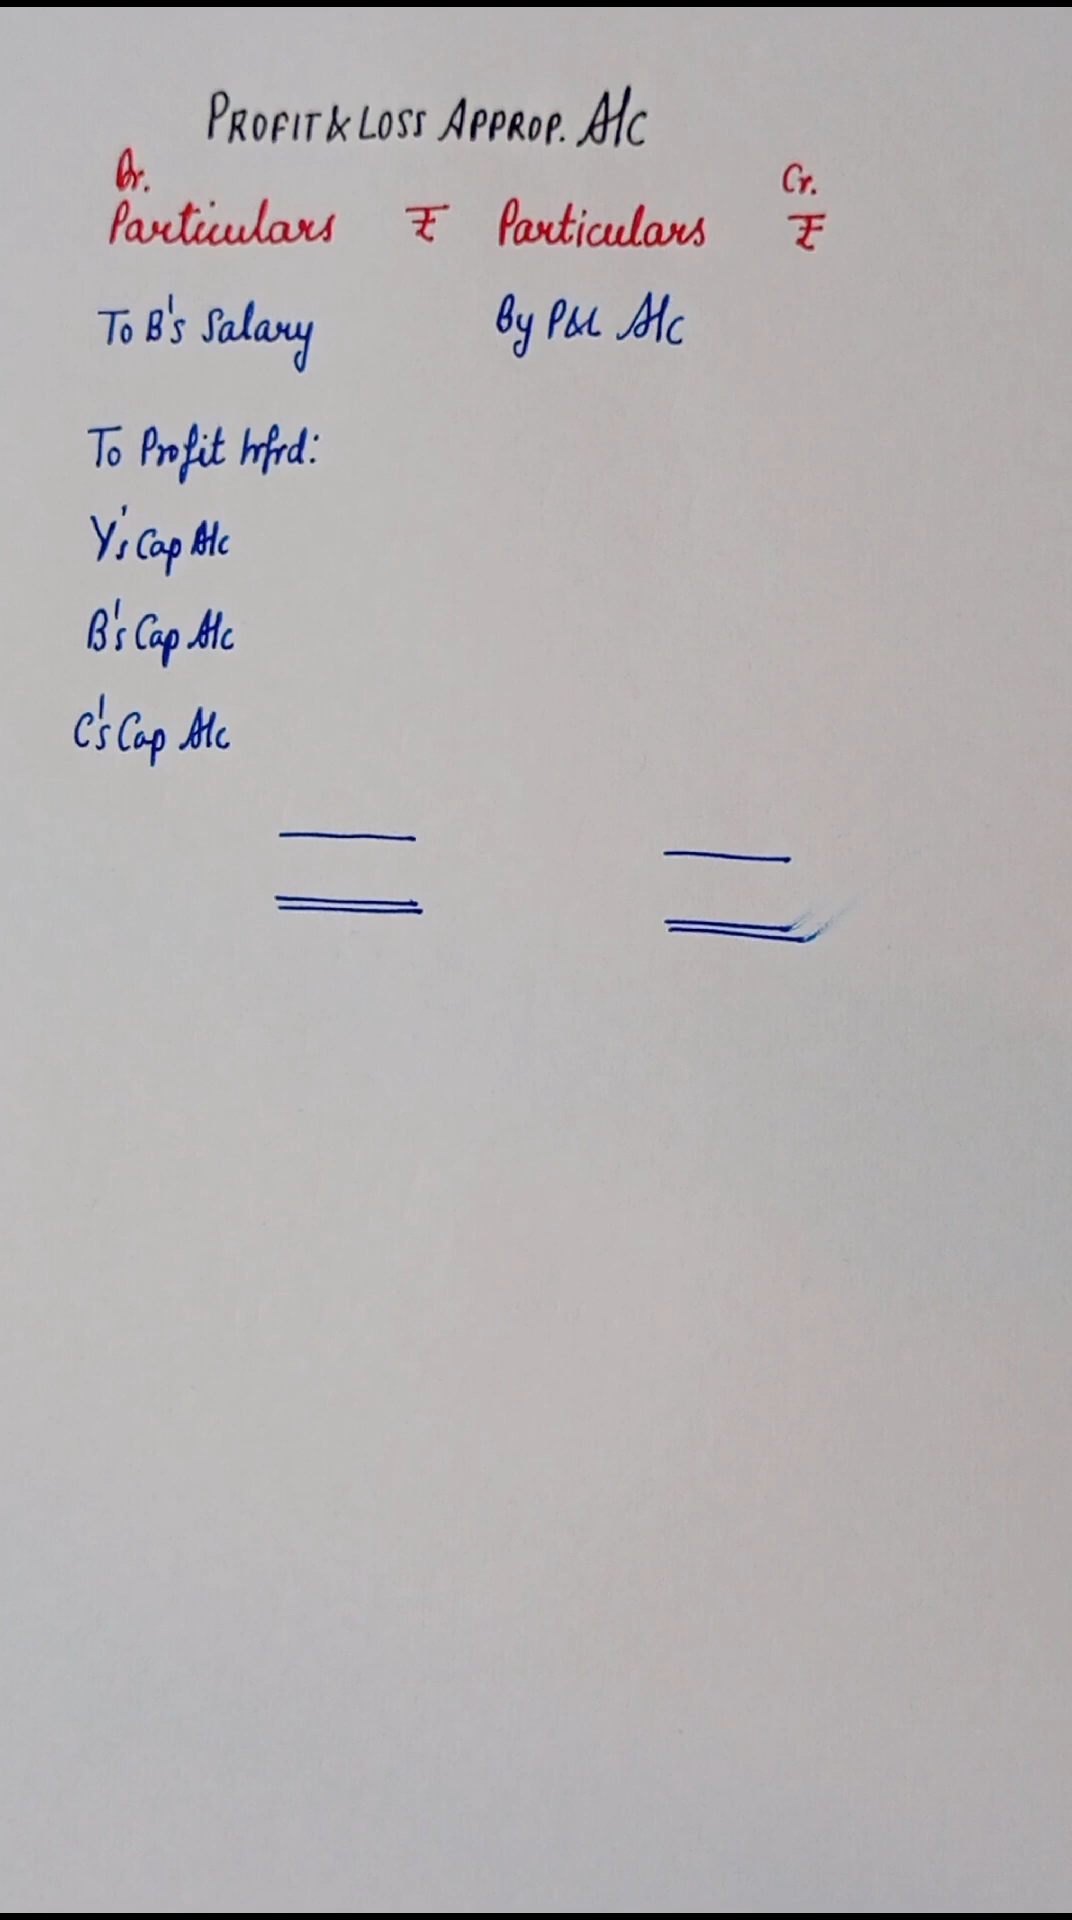 PROFIT & LOSS APPROP. A/c
Dr. Cr.
Particulars ₹ Particulars ₹
To B's Salary By P&L A/c
To Profit trfrd:
Y's Cap A/c
B's Cap A/c
C's Cap A/c